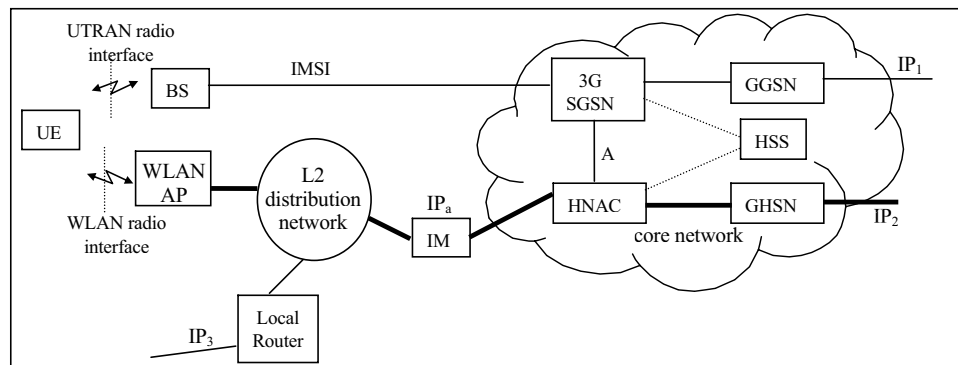 UTRAN radio
interface
BS
IMSI
3G
SGSN
GGSN
IP1
UE
HSS
A
WLAN
AP
L2
distribution
network
IPa
IM
HNAC
GHSN
IP2
core network
WLAN radio
interface
Local
Router
IP3